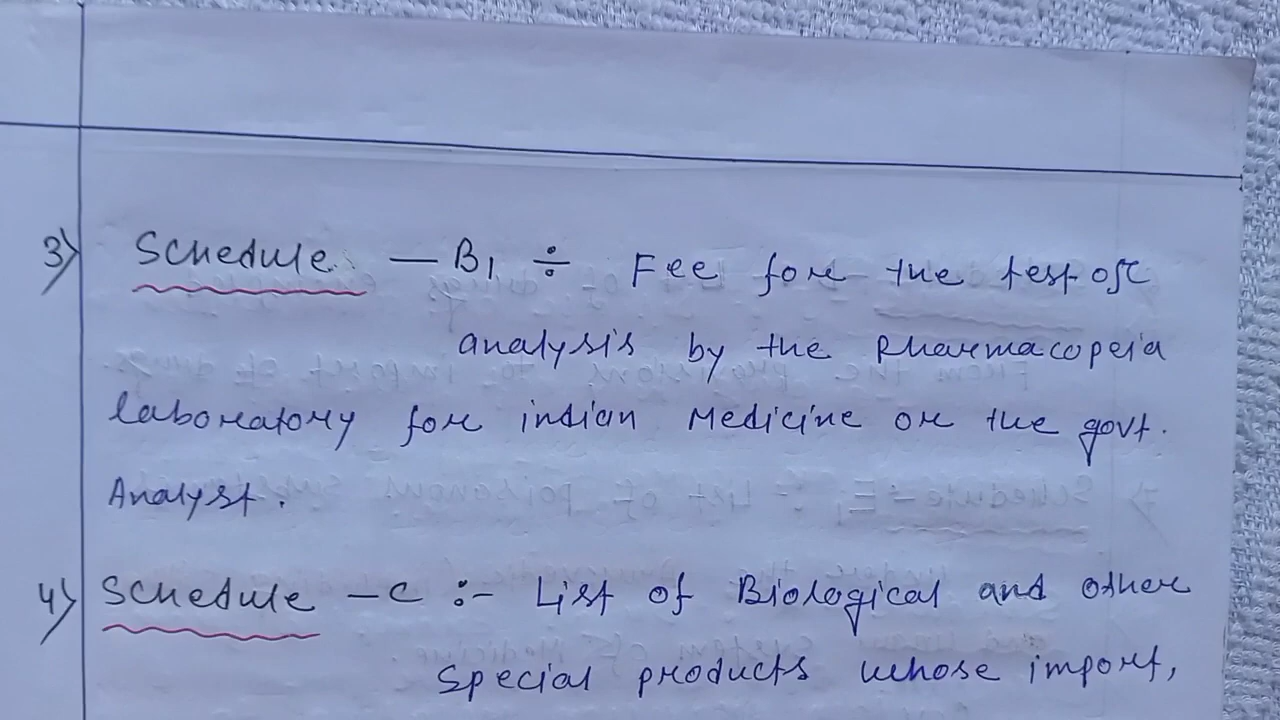 3) Schedule - B1 ÷ Fee for the test or
analysis by the Pharmacopeia
laboratory for indian Medicine or the govt.
Analyst.
4) Schedule - C :- List of Biological and other
Special products whose import,